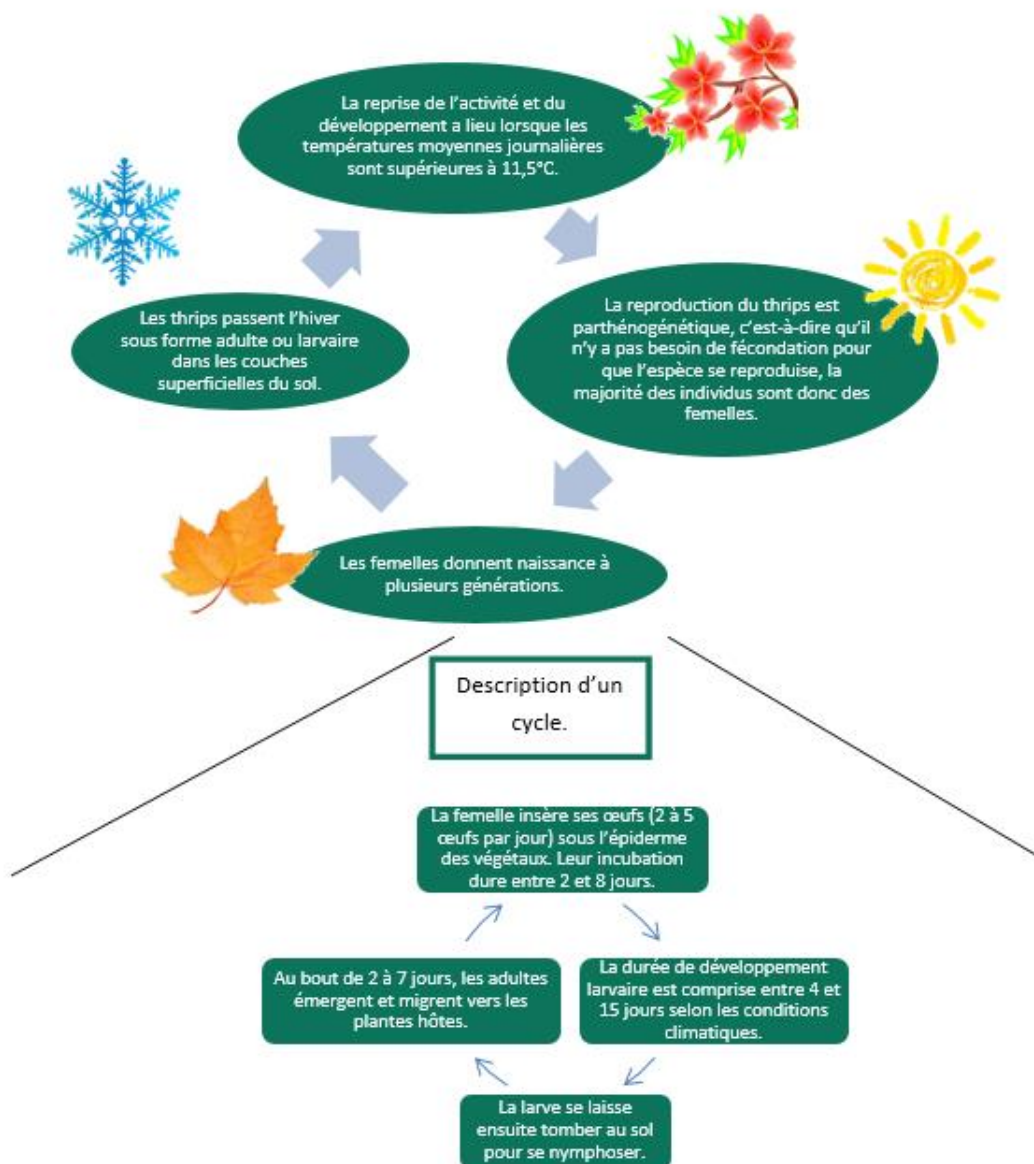 La reprise de l'activité et du
développement a lieu lorsque les
températures moyennes journalières
sont supérieures à 11,5°C.
Les thrips passent l'hiver
sous forme adulte ou larvaire
dans les couches
superficielles du sol.
La reproduction du thrips est
parthénogénétique, c'est-à-dire qu'il
n'y a pas besoin de fécondation pour
que l'espèce se reproduise, la
majorité des individus sont donc des
femelles.
Les femelles donnent naissance à
plusieurs générations.
Description d'un
cycle.
La femelle insère ses œufs (2 à 5
œufs par jour) sous l'épiderme
des végétaux. Leur incubation
dure entre 2 et 8 jours.
Au bout de 2 à 7 jours, les adultes
émergent et migrent vers les
plantes hôtes.
La durée de développement
larvaire est comprise entre 4 et
15 jours selon les conditions
climatiques.
La larve se laisse
ensuite tomber au sol
pour se nymphoser.